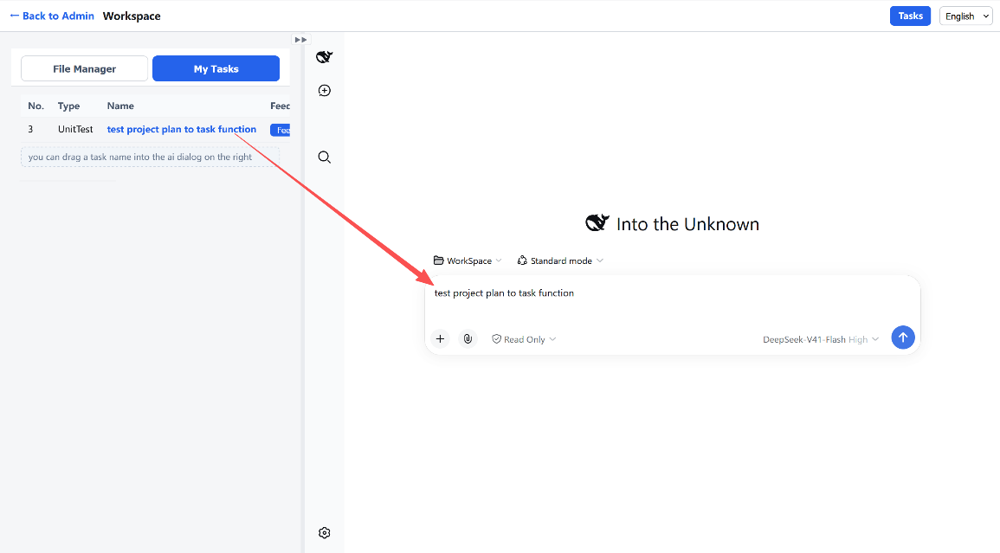 ← Back to Admin Workspace
Tasks English
File Manager My Tasks
No. Type Name Feed
3 UnitTest test project plan to task function Fee
you can drag a task name into the ai dialog on the right
Into the Unknown
WorkSpace Standard mode
test project plan to task function
Read Only DeepSeek-V41-Flash High